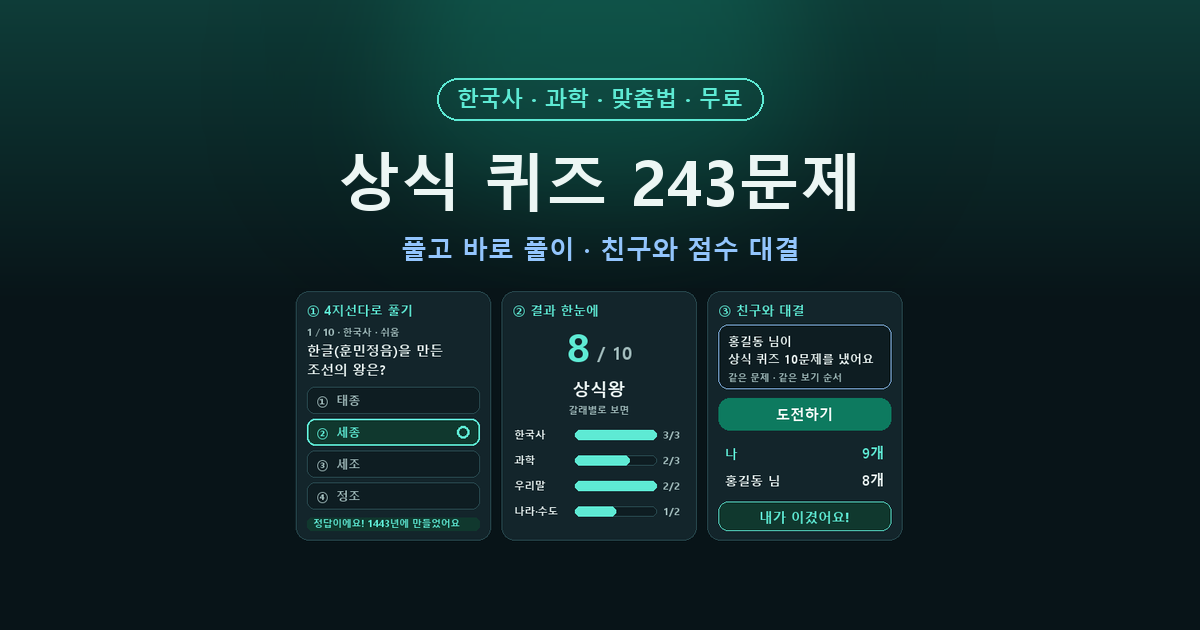 한국사 · 과학 · 맞춤법 · 무료
상식 퀴즈 243문제
풀고 바로 풀이 · 친구와 점수 대결
① 4지선다로 풀기
1 / 10 · 한국사 · 쉬움
한글(훈민정음)을 만든
조선의 왕은?
① 태종
② 세종
③ 세조
④ 정조
정답이에요! 1443년에 만들었어요
② 결과 한눈에
8 / 10
상식왕
갈래별로 보면
한국사 3/3
과학 2/3
우리말 2/2
나라·수도 1/2
③ 친구와 대결
홍길동 님이
상식 퀴즈 10문제를 냈어요
같은 문제 · 같은 보기 순서
도전하기
나 9개
홍길동 님 8개
내가 이겼어요!